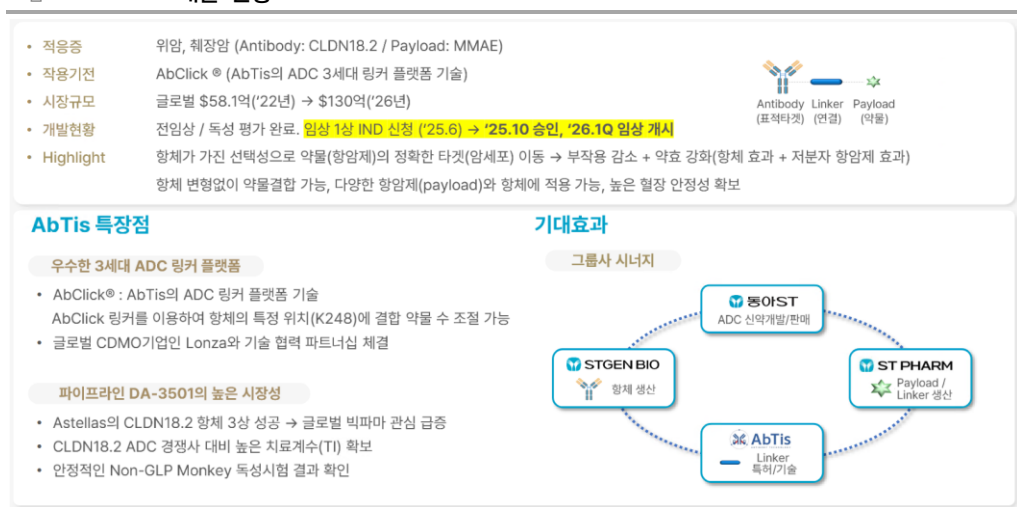 적응증 위암, 췌장암 (Antibody: CLDN18.2 / Payload: MMAE)
작용기전 AbClick ® (AbTis의 ADC 3세대 링커 플랫폼 기술)
시장규모 글로벌 $58.1억('22년) → $130억('26년)
개발현황 전임상 / 독성 평가 완료. 임상 1상 IND 신청 ('25.6) → '25.10 승인, '26.1Q 임상 개시
Highlight 항체가 가진 선택성으로 약물(항암제)의 정확한 타겟(암세포) 이동 → 부작용 감소 + 약효 강화(항체 효과 + 저분자 항암제 효과)
항체 변형없이 약물결합 가능, 다양한 항암제(payload)와 항체에 적용 가능, 높은 혈장 안정성 확보
Antibody Linker Payload
(표적타겟) (연결) (약물)
AbTis 특장점
우수한 3세대 ADC 링커 플랫폼
• AbClick® : AbTis의 ADC 링커 플랫폼 기술
AbClick 링커를 이용하여 항체의 특정 위치(K248)에 결합 약물 수 조절 가능
• 글로벌 CDMO기업인 Lonza와 기술 협력 파트너십 체결
파이프라인 DA-3501의 높은 시장성
• Astellas의 CLDN18.2 항체 3상 성공 → 글로벌 빅파마 관심 급증
• CLDN18.2 ADC 경쟁사 대비 높은 치료계수(TI) 확보
• 안정적인 Non-GLP Monkey 독성시험 결과 확인
기대효과
그룹사 시너지
동아ST
ADC 신약개발/판매
STGEN BIO
항체 생산
ST PHARM
Payload /
Linker 생산
AbTis
Linker
특허/기술